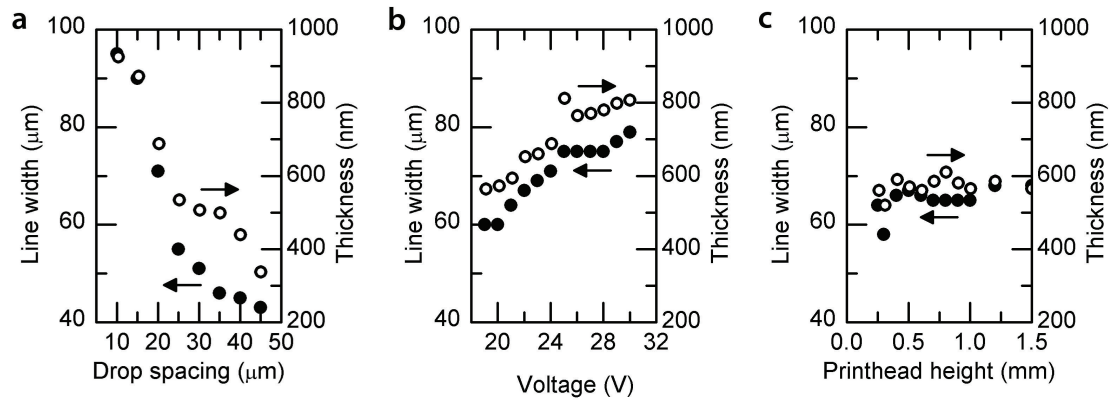 a
100
80
60
40
Line width (μm)
1000
800
600
400
200
Thickness (nm)
10 20 30 40 50
Drop spacing (μm)
b
100
80
60
40
Line width (μm)
1000
800
600
400
200
Thickness (nm)
20 24 28 32
Voltage (V)
c
100
80
60
40
Line width (μm)
1000
800
600
400
200
Thickness (nm)
0.0 0.5 1.0 1.5
Printhead height (mm)